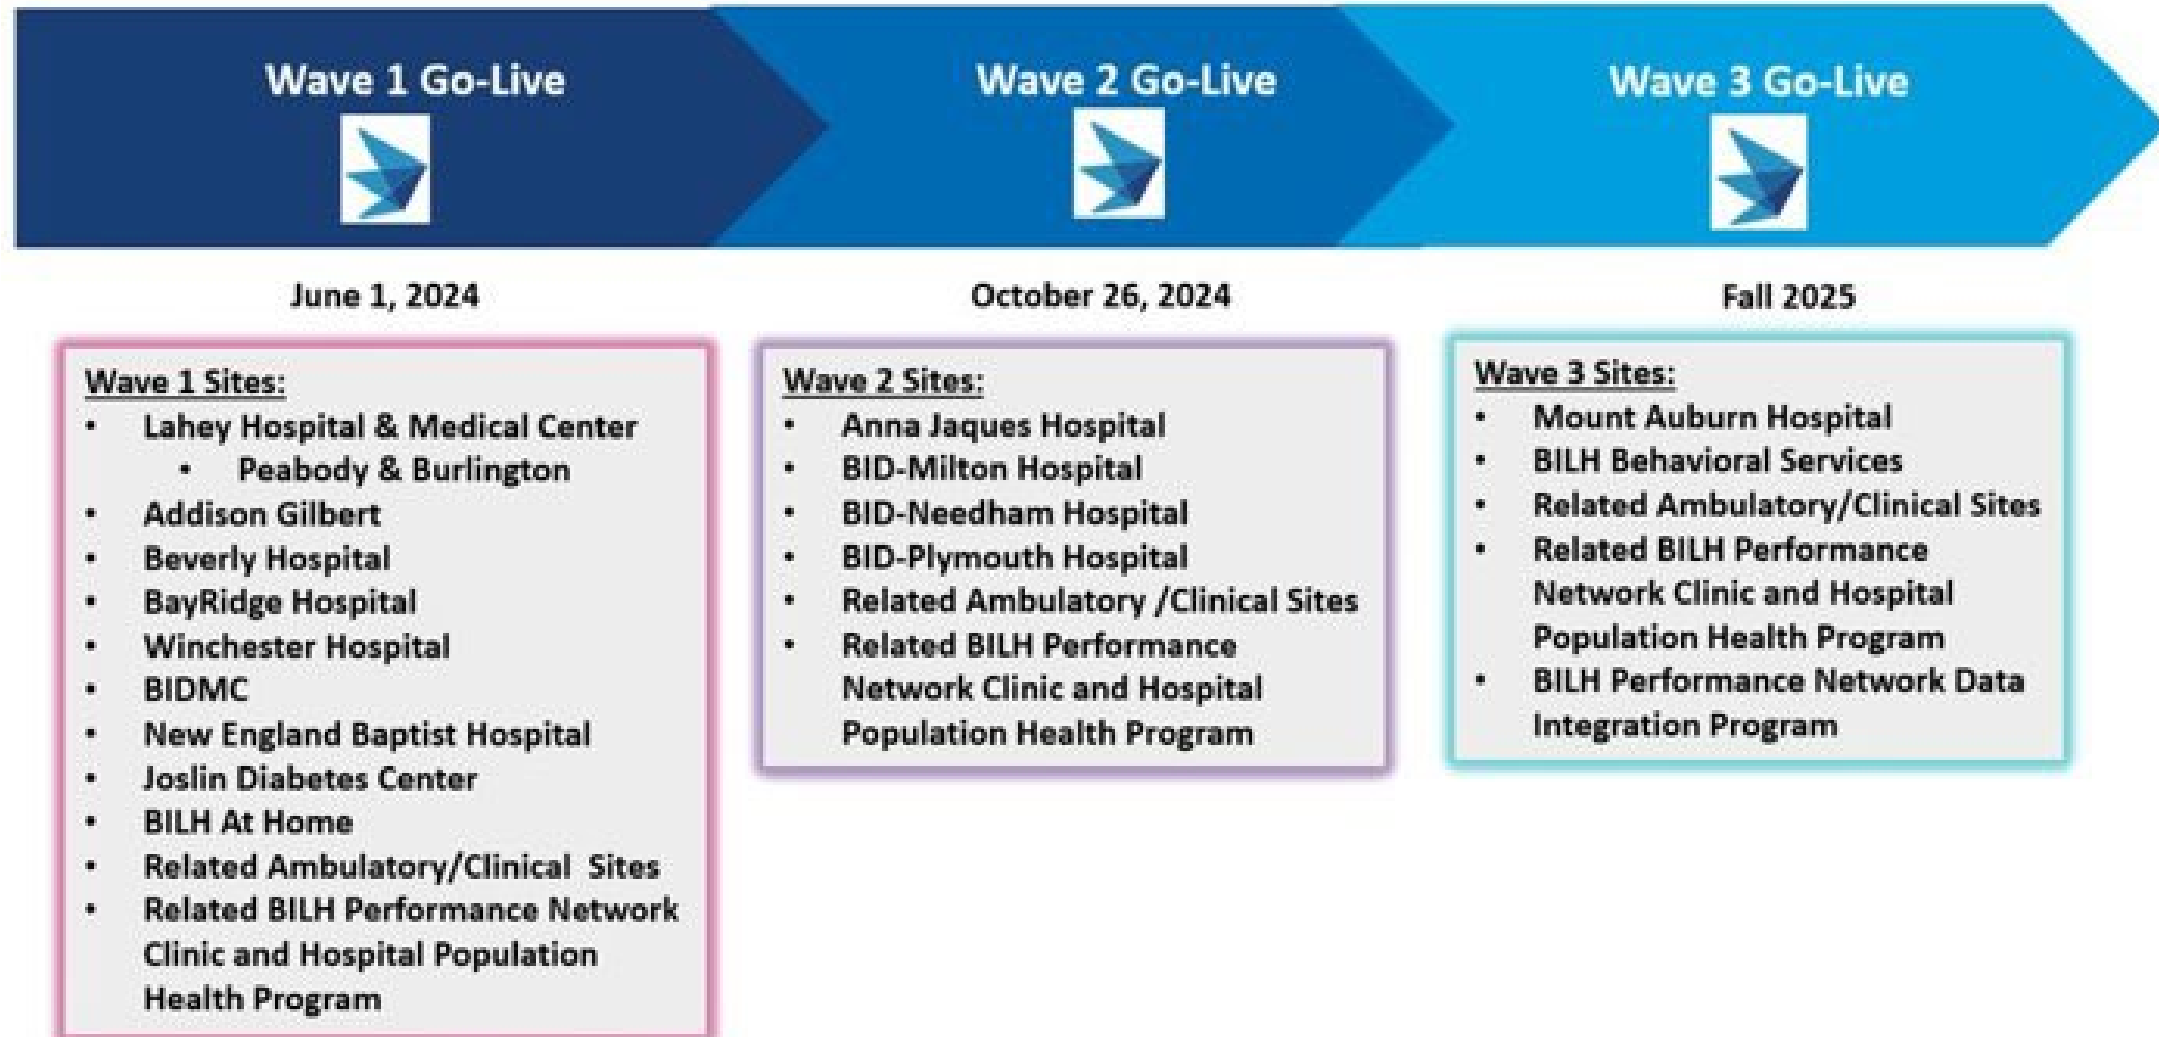 Wave 1 Go-Live
Wave 2 Go-Live
Wave 3 Go-Live
June 1, 2024
October 26, 2024
Fall 2025
Wave 1 Sites:
• Lahey Hospital & Medical Center
• Peabody & Burlington
• Addison Gilbert
• Beverly Hospital
• BayRidge Hospital
• Winchester Hospital
• BIDMC
• New England Baptist Hospital
• Joslin Diabetes Center
• BILH At Home
• Related Ambulatory/Clinical  Sites
• Related BILH Performance Network
Clinic and Hospital Population
Health Program
Wave 2 Sites:
• Anna Jaques Hospital
• BID-Milton Hospital
• BID-Needham Hospital
• BID-Plymouth Hospital
• Related Ambulatory /Clinical Sites
• Related BILH Performance
Network Clinic and Hospital
Population Health Program
Wave 3 Sites:
• Mount Auburn Hospital
• BILH Behavioral Services
• Related Ambulatory/Clinical Sites
• Related BILH Performance
Network Clinic and Hospital
Population Health Program
• BILH Performance Network Data
Integration Program